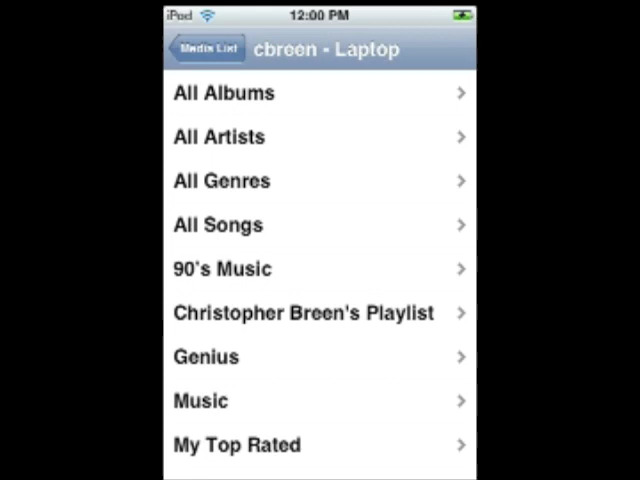 iPod 12:00 PM
Media List cbreen - Laptop
All Albums
All Artists
All Genres
All Songs
90's Music
Christopher Breen's Playlist
Genius
Music
My Top Rated